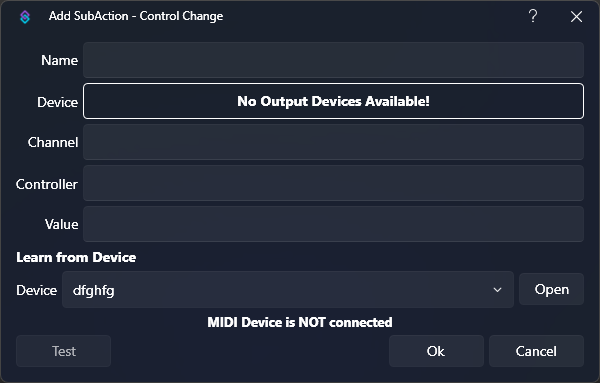 Add SubAction - Control Change ?
Name
Device No Output Devices Available!
Channel
Controller
Value
Learn from Device
Device dfghfg Open
MIDI Device is NOT connected
Test Ok Cancel